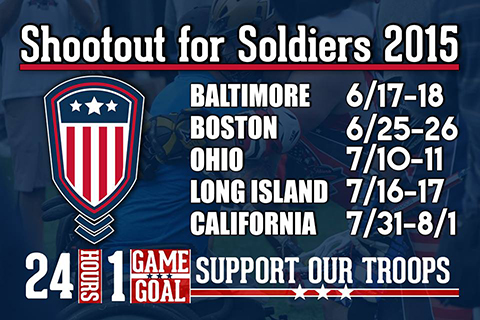 Shootout for Soldiers 2015
BALTIMORE 6/17-18
BOSTON 6/25-26
OHIO 7/10-11
LONG ISLAND 7/16-17
CALIFORNIA 7/31-8/1
24 HOURS 1 GAME GOAL SUPPORT OUR TROOPS